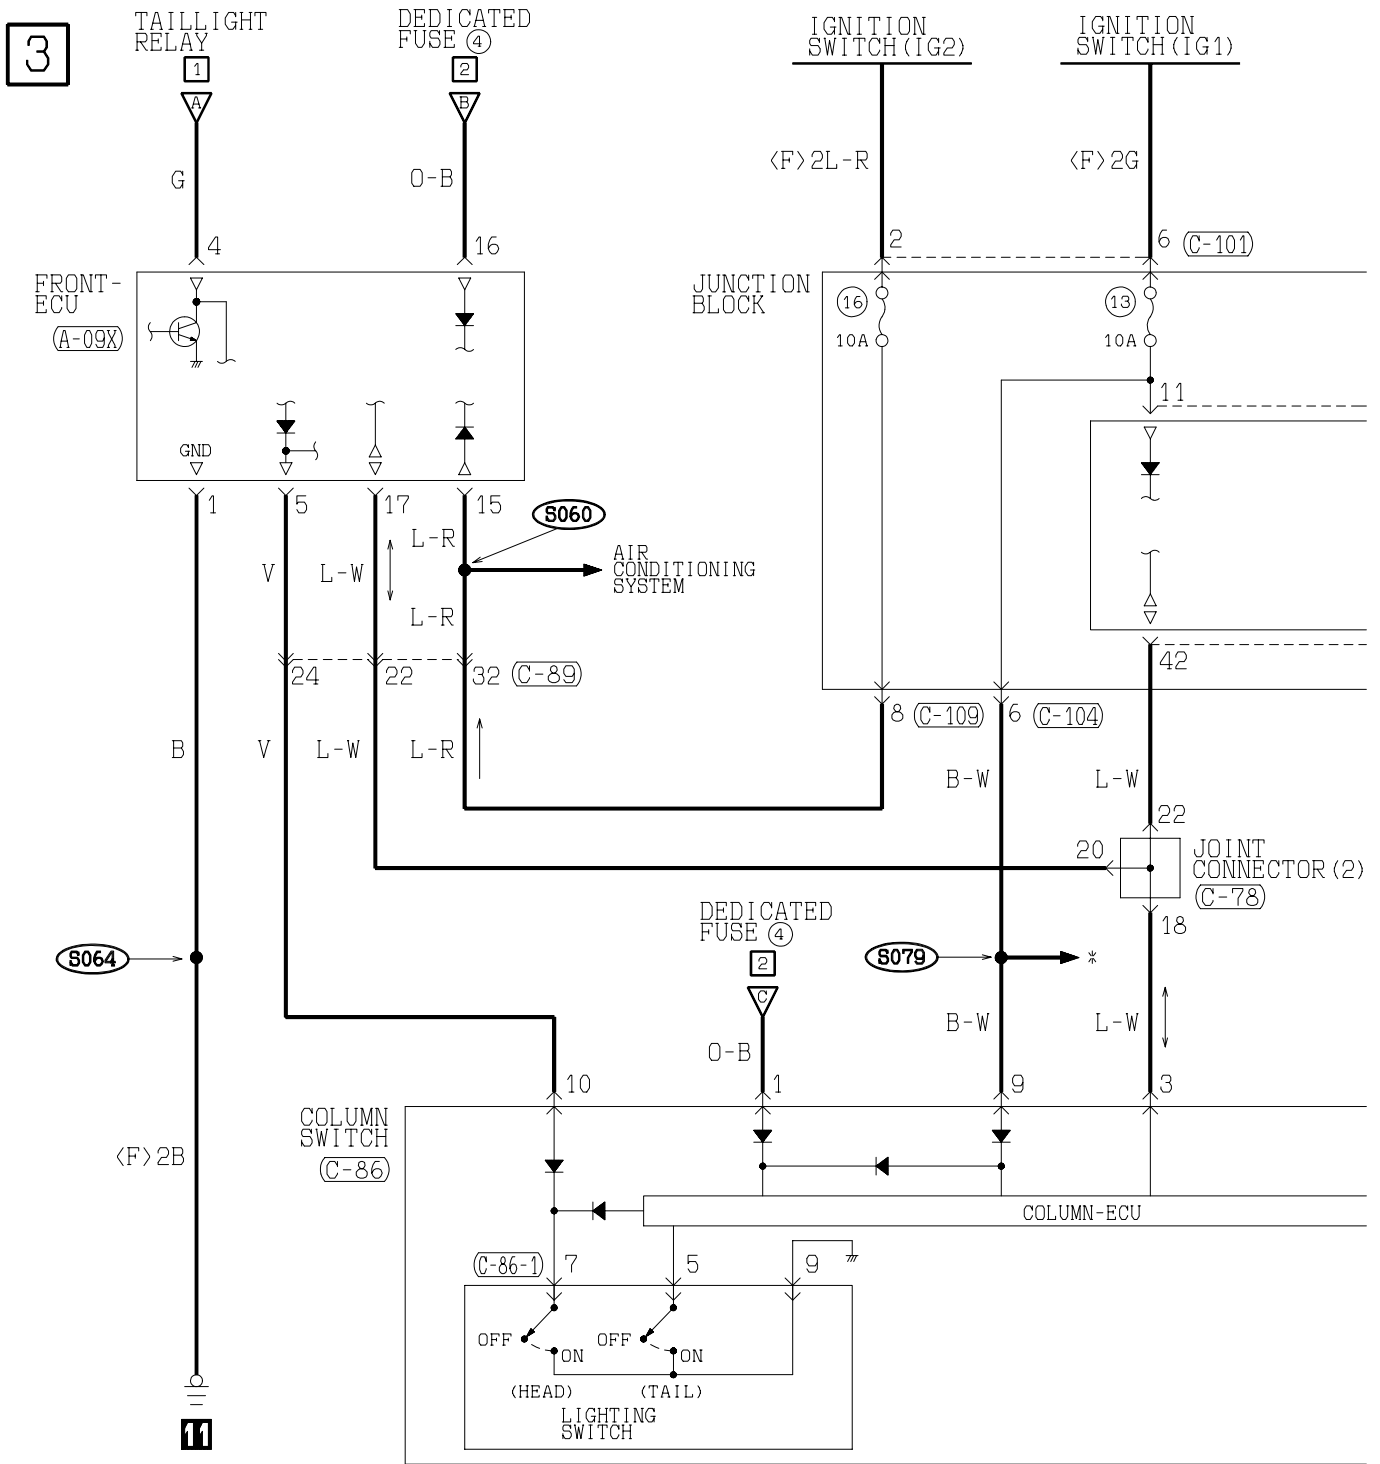 3
TAILLIGHT
RELAY
1
A
DEDICATED
FUSE ④
2
B
IGNITION
SWITCH(IG2)
IGNITION
SWITCH(IG1)
G
O-B
<F>2L-R
<F>2G
4
16
2
6
(C-101)
FRONT-
ECU
(A-09X)
GND
JUNCTION
BLOCK
16
10A
13
10A
11
1
5
17
15
S060
L-R
AIR
CONDITIONING
SYSTEM
V
L-W
L-R
24
22
32
(C-89)
42
8
(C-109)
6
(C-104)
B
V
L-W
L-R
B-W
L-W
22
20
JOINT
CONNECTOR(2)
(C-78)
18
DEDICATED
FUSE ④
2
C
S064
S079
*
O-B
B-W
L-W
10
1
9
3
COLUMN
SWITCH
(C-86)
<F>2B
COLUMN-ECU
(C-86-1)
7
5
9
OFF
ON
OFF
ON
(HEAD)
(TAIL)
LIGHTING
SWITCH
11